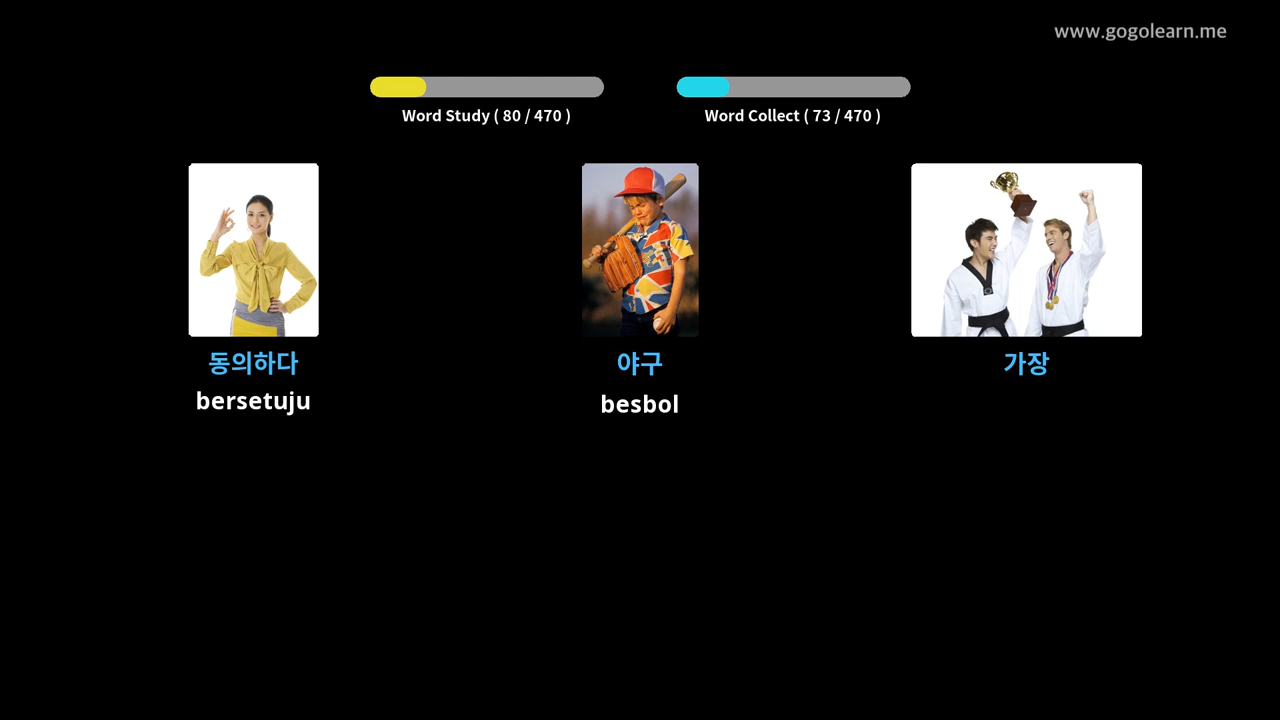 www.gogolearn.me
Word Study ( 80 / 470 )
Word Collect ( 73 / 470 )
동의하다
bersetuju
야구
besbol
가장